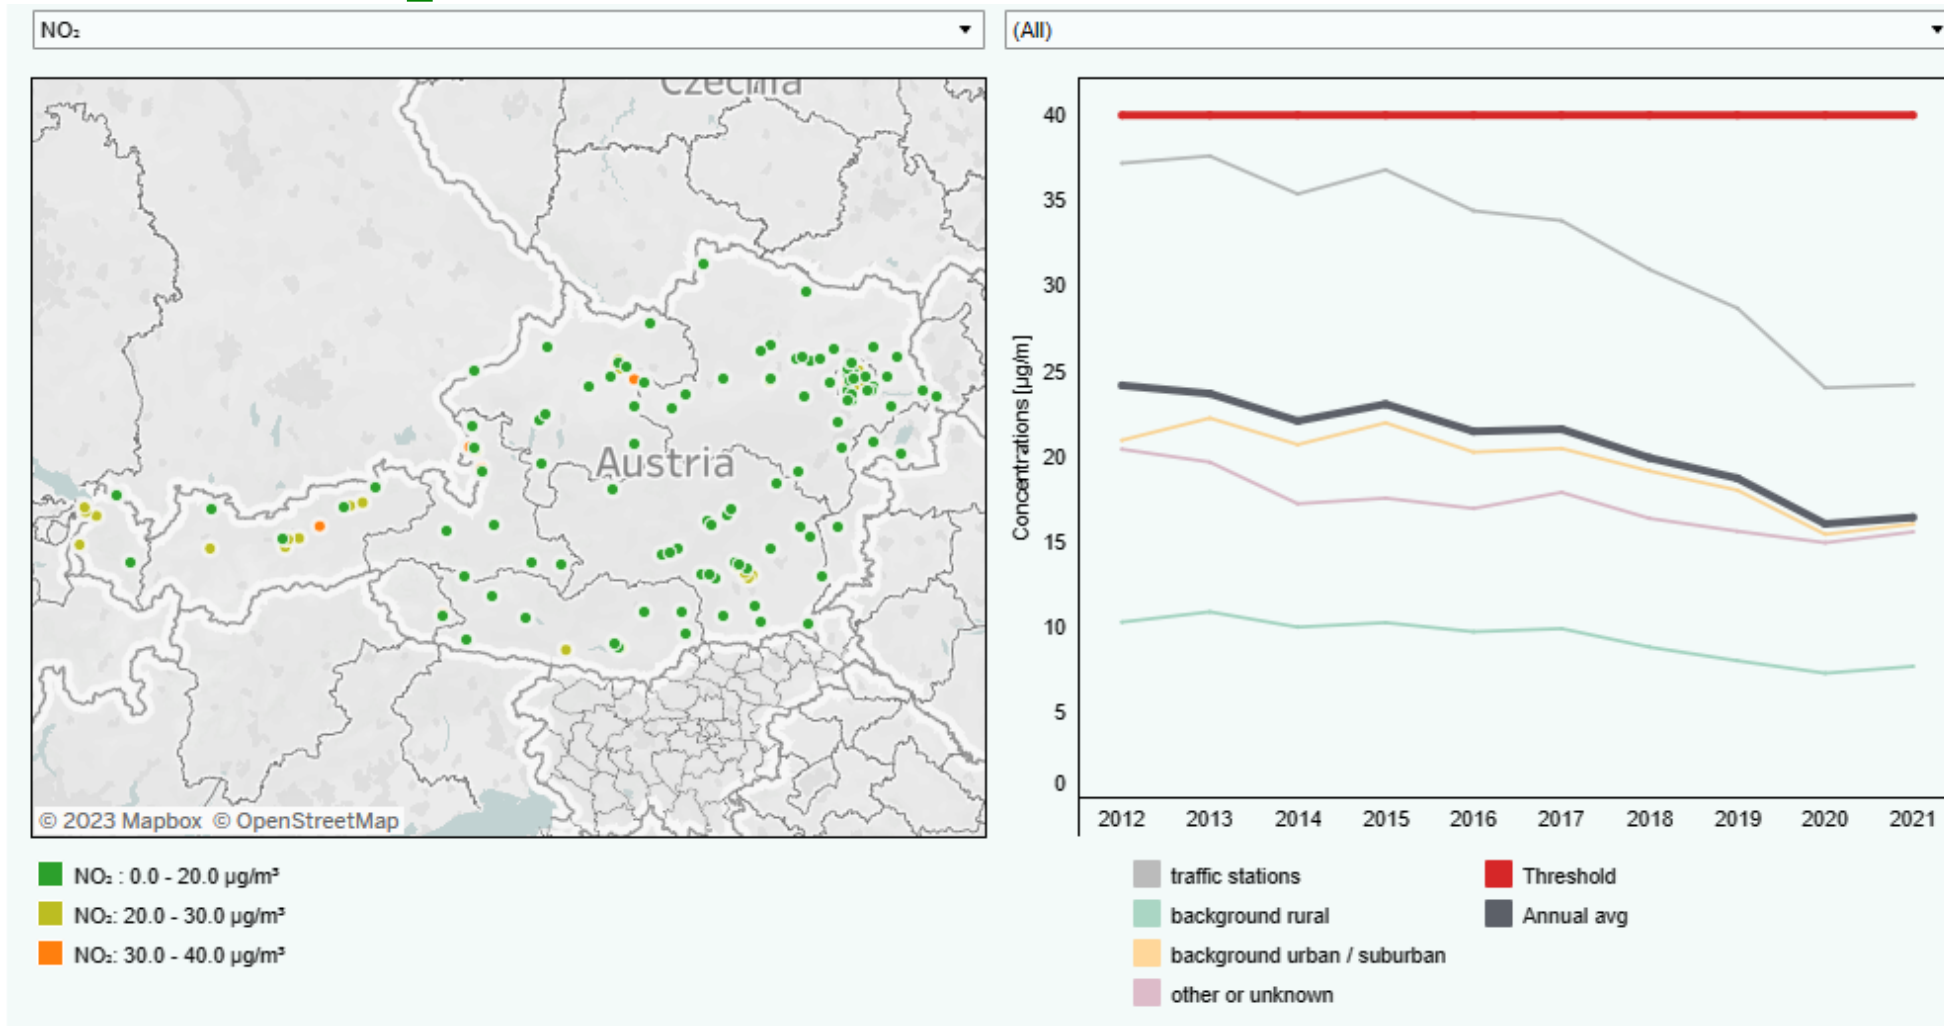 NO₂
(All)
Czechia
Austria
© 2023 Mapbox © OpenStreetMap
NO₂ : 0.0 - 20.0 µg/m³
NO₂: 20.0 - 30.0 µg/m³
NO₂: 30.0 - 40.0 µg/m³
Concentrations [µg/m]
40
35
30
25
20
15
10
5
0
2012 2013 2014 2015 2016 2017 2018 2019 2020 2021
traffic stations
background rural
background urban / suburban
other or unknown
Threshold
Annual avg